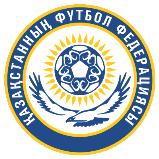 ҚАЗАҚСТАННЫҢ ФУТБОЛ ФЕДЕРАЦИЯСЫ